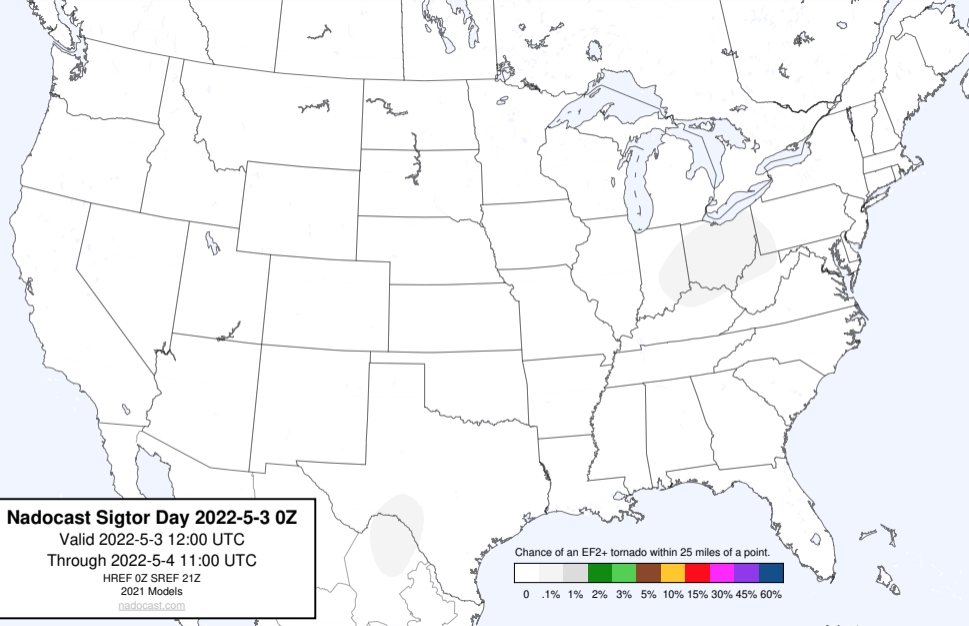 Nadocast Sigtor Day 2022-5-3 0Z
Valid 2022-5-3 12:00 UTC
Through 2022-5-4 11:00 UTC
HREF 0Z SREF 21Z
2021 Models
nadocast.com
Chance of an EF2+ tornado within 25 miles of a point.
0 .1% 1% 2% 3% 5% 10% 15% 30% 45% 60%